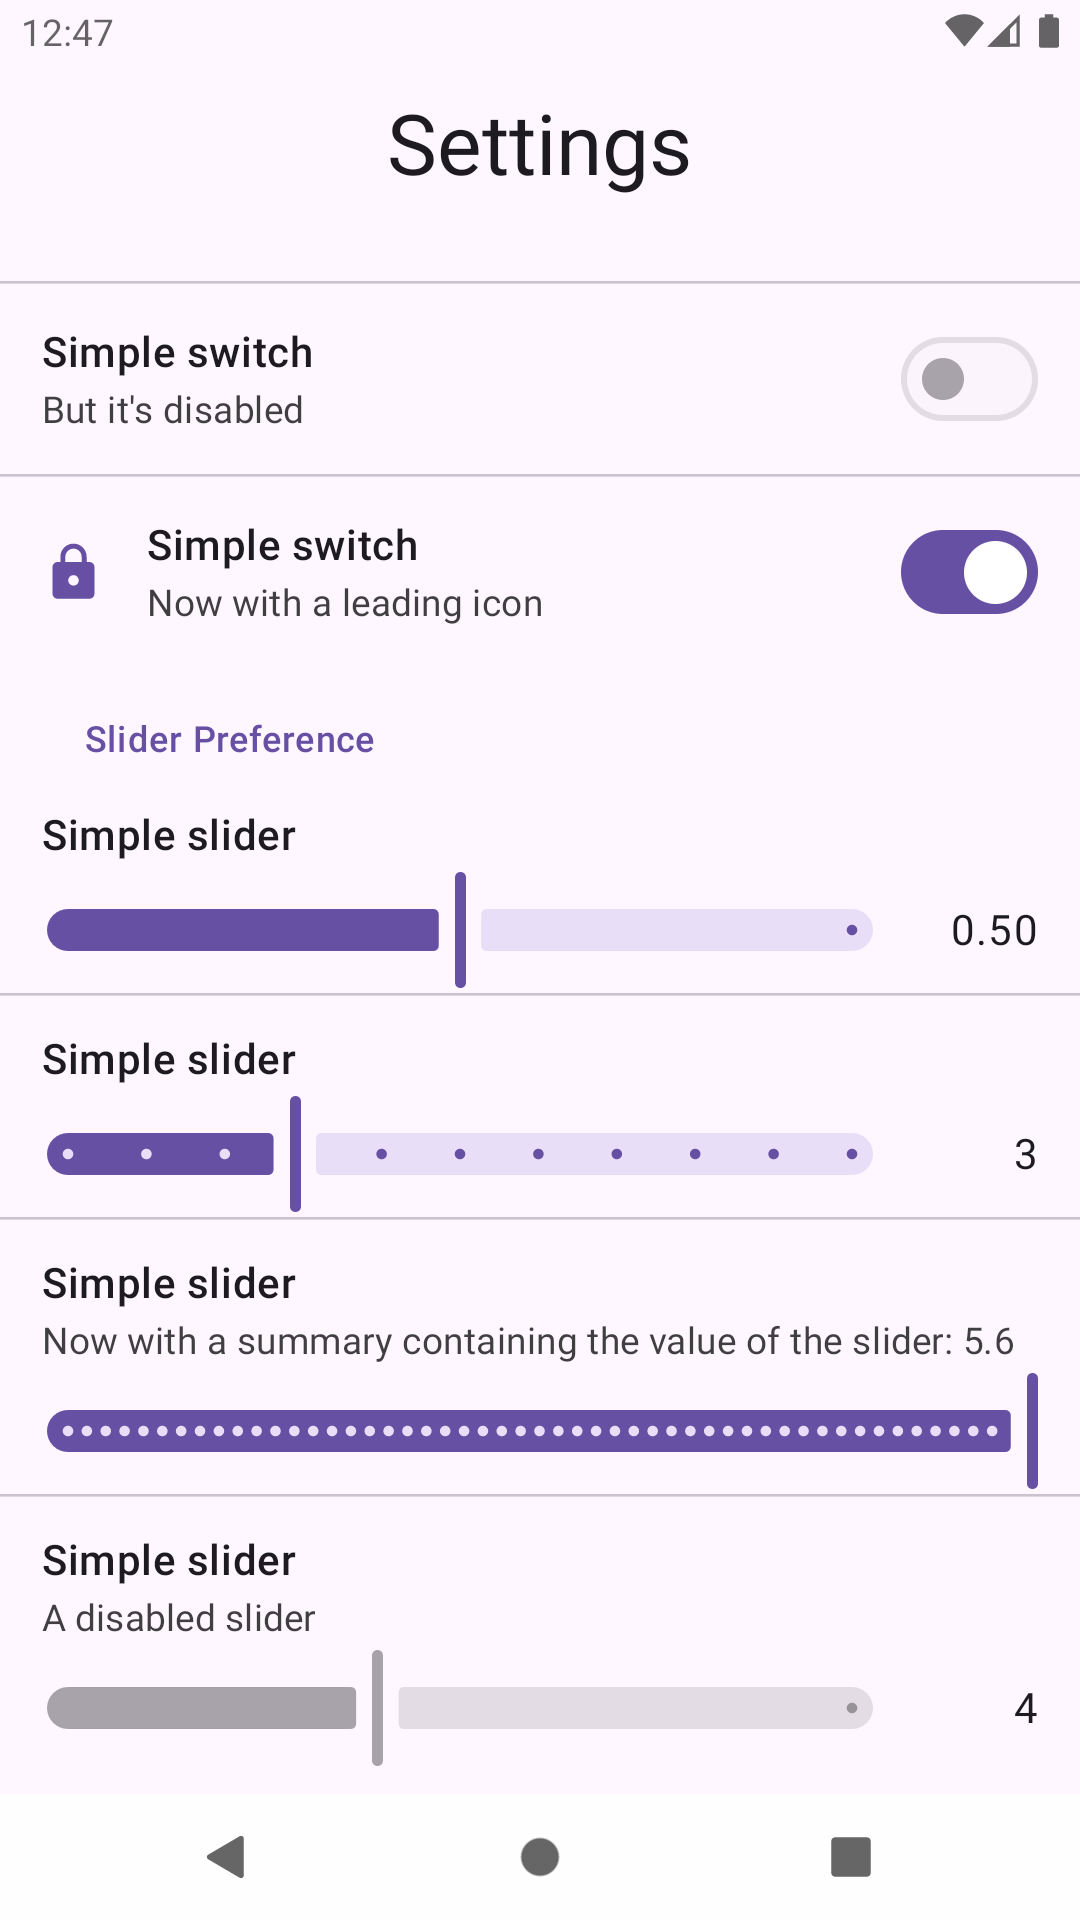 12:47
Settings
Simple switch
But it's disabled
Simple switch
Now with a leading icon
Slider Preference
Simple slider
0.50
Simple slider
3
Simple slider
Now with a summary containing the value of the slider: 5.6
Simple slider
A disabled slider
4